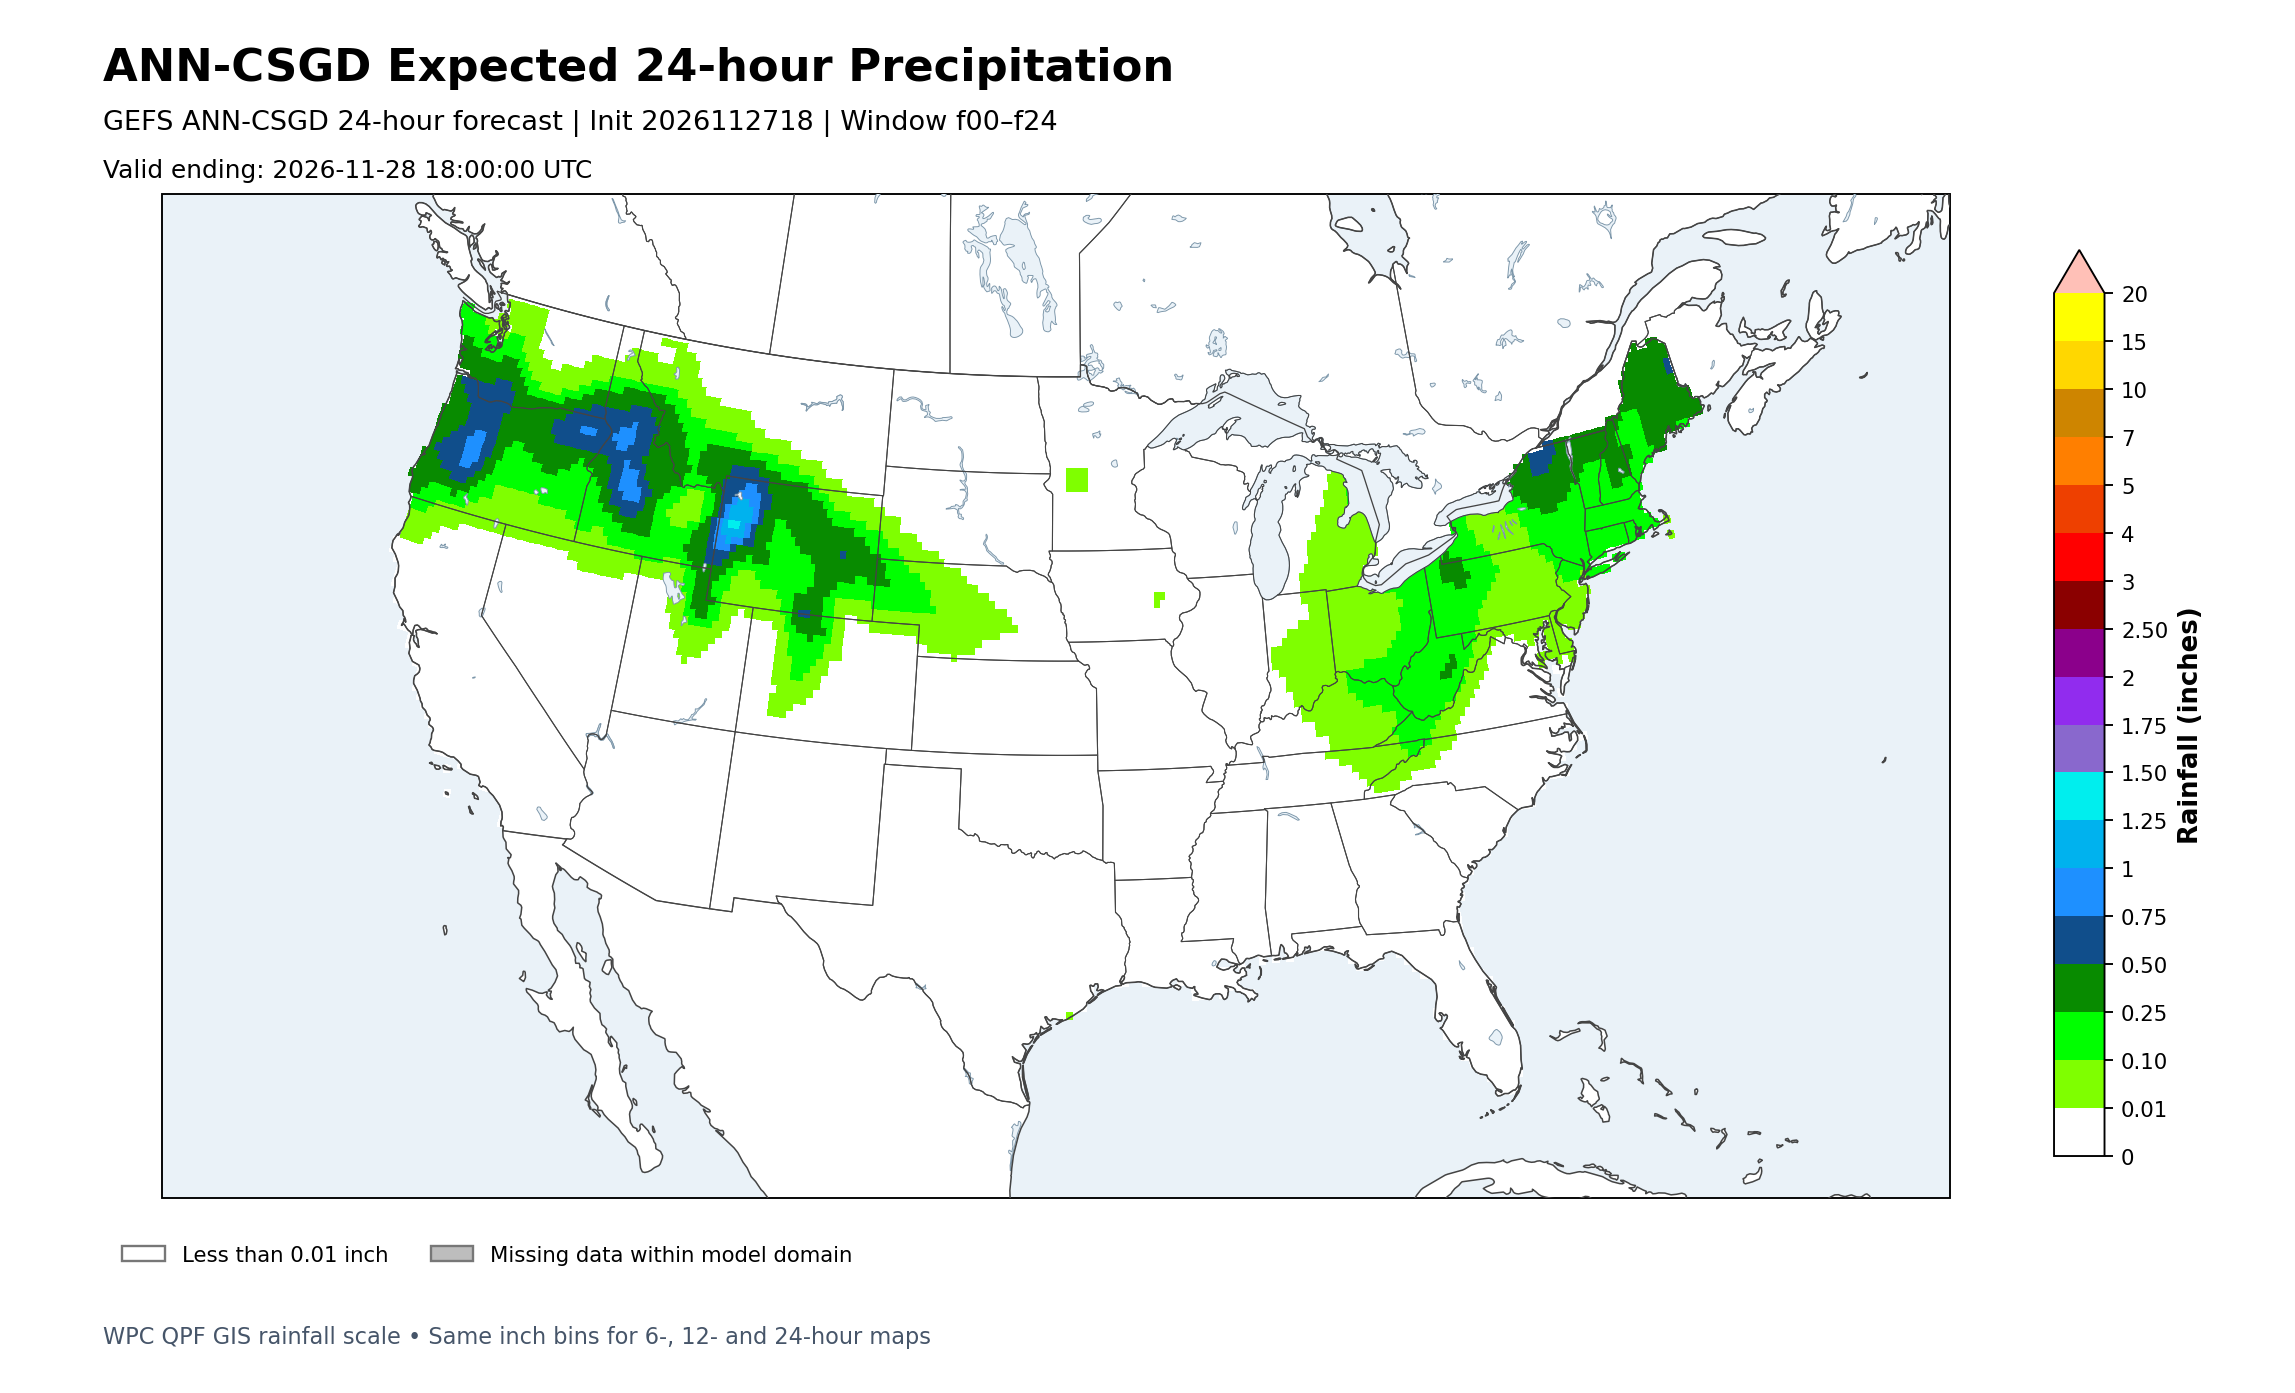 ANN-CSGD Expected 24-hour Precipitation
GEFS ANN-CSGD 24-hour forecast | Init 2026112718 | Window f00–f24
Valid ending: 2026-11-28 18:00:00 UTC
20
15
10
7
5
4
3
2.50
2
1.75
1.50
1.25
1
0.75
0.50
0.25
0.10
0.01
0
Rainfall (inches)
Less than 0.01 inch
Missing data within model domain
WPC QPF GIS rainfall scale • Same inch bins for 6-, 12- and 24-hour maps